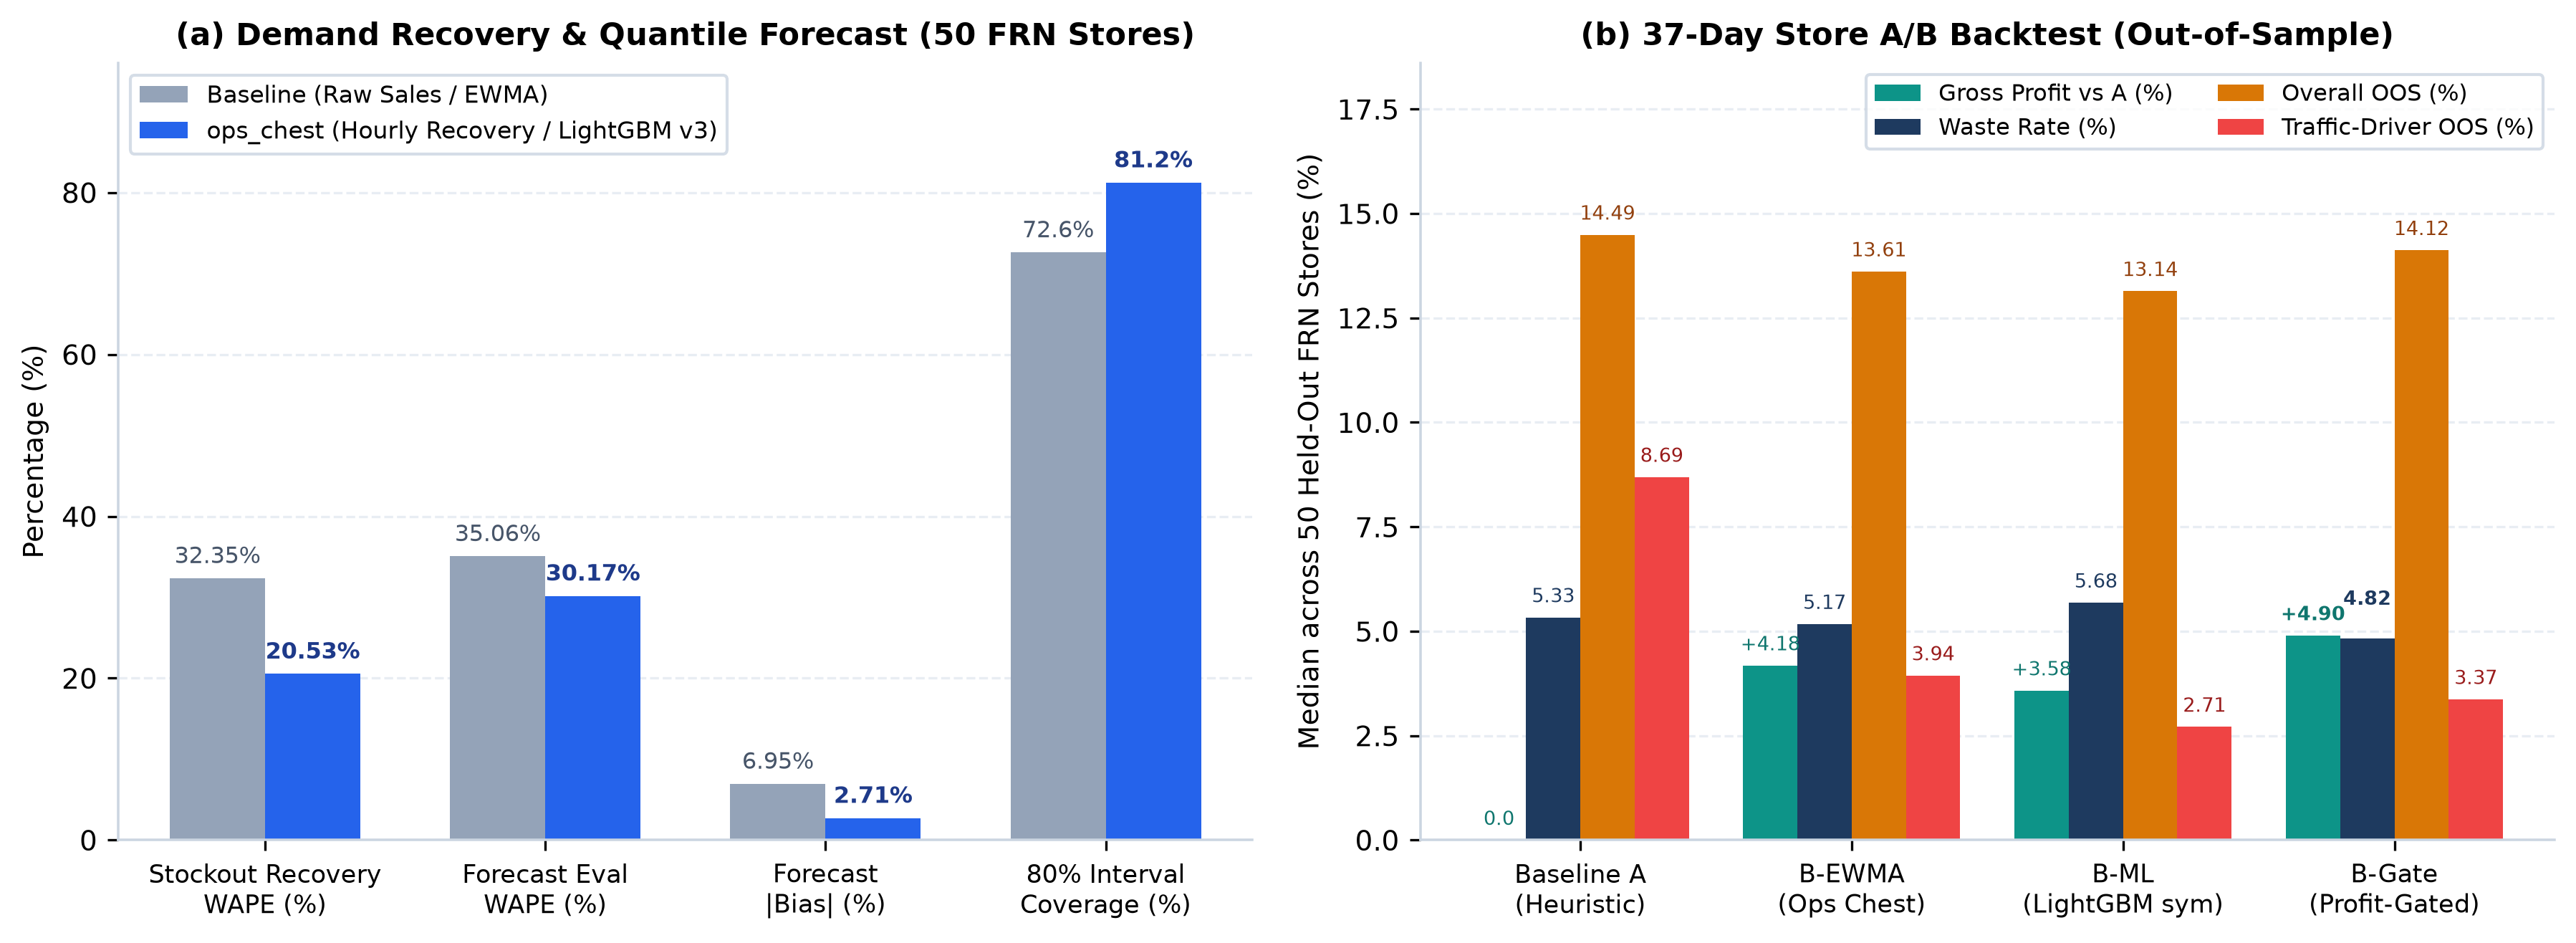 (a) Demand Recovery & Quantile Forecast (50 FRN Stores)
Baseline (Raw Sales / EWMA)
ops_chest (Hourly Recovery / LightGBM v3)
Percentage (%)
80
60
40
20
0
32.35%
20.53%
35.06%
30.17%
6.95%
2.71%
72.6%
81.2%
Stockout Recovery
WAPE (%)
Forecast Eval
WAPE (%)
Forecast
|Bias| (%)
80% Interval
Coverage (%)
(b) 37-Day Store A/B Backtest (Out-of-Sample)
Gross Profit vs A (%)
Waste Rate (%)
Overall OOS (%)
Traffic-Driver OOS (%)
Median across 50 Held-Out FRN Stores (%)
17.5
15.0
12.5
10.0
7.5
5.0
2.5
0.0
0.0
5.33
14.49
8.69
+4.18
5.17
13.61
3.94
+3.58
5.68
13.14
2.71
+4.90
4.82
14.12
3.37
Baseline A
(Heuristic)
B-EWMA
(Ops Chest)
B-ML
(LightGBM sym)
B-Gate
(Profit-Gated)